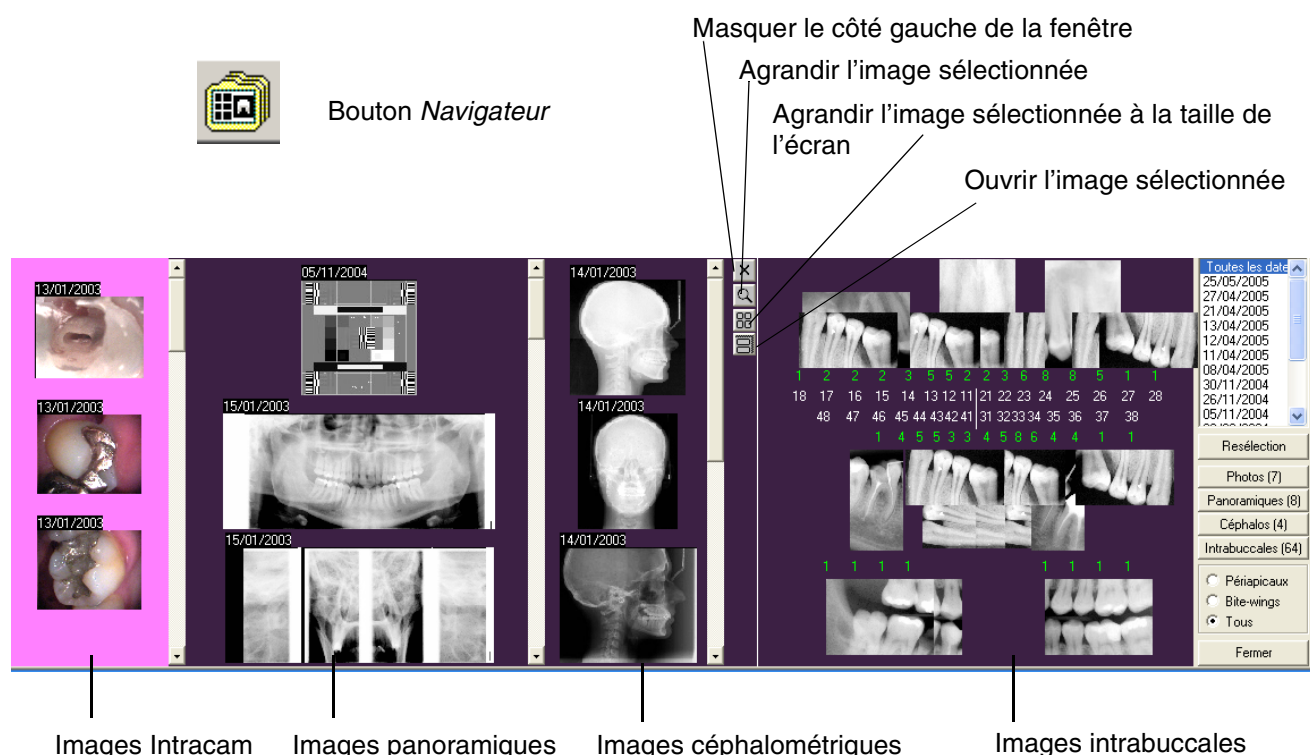 Masquer le côté gauche de la fenêtre
Agrandir l’image sélectionnée
Bouton Navigateur
Agrandir l’image sélectionnée à la taille de
l’écran
Ouvrir l’image sélectionnée
13/01/2003
13/01/2003
13/01/2003
05/11/2004
15/01/2003
15/01/2003
14/01/2003
14/01/2003
14/01/2003
1 2 2 2 3 5 5 2 2 3 6 8 8 5 1 1
18 17 16 15 14 13 12 11 21 22 23 24 25 26 27 28
48 47 46 45 44 43 42 41 31 32 33 34 35 36 37 38
1 4 5 5 3 3 4 5 8 6 4 4 1 1
1 1 1 1 1 1 1 1
Toutes les date
25/05/2005
27/04/2005
21/04/2005
13/04/2005
12/04/2005
11/04/2005
08/04/2005
30/11/2004
26/11/2004
05/11/2004
Resélection
Photos (7)
Panoramiques (8)
Céphalos (4)
Intrabuccales (64)
Périapicaux
Bite-wings
Tous
Fermer
Images Intracam
Images panoramiques
Images céphalométriques
Images intrabuccales